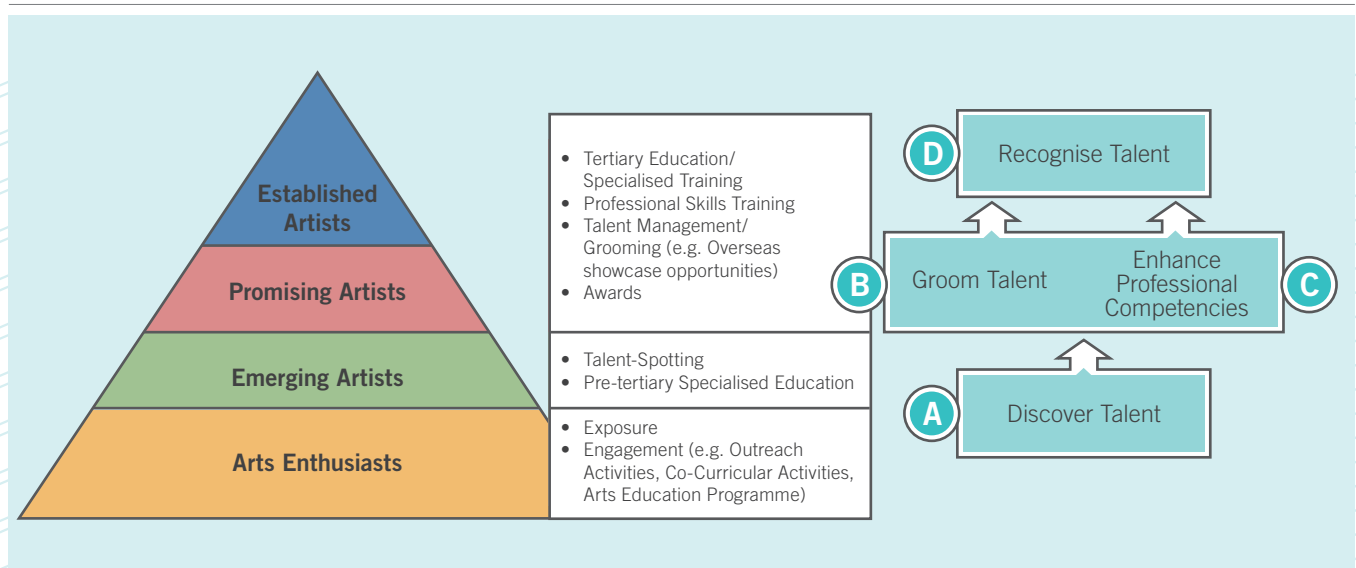 Established
Artists
Promising Artists
Emerging Artists
Arts Enthusiasts
• Tertiary Education/
Specialised Training
• Professional Skills Training
• Talent Management/
Grooming (e.g. Overseas
showcase opportunities)
• Awards
• Talent-Spotting
• Pre-tertiary Specialised Education
• Exposure
• Engagement (e.g. Outreach
Activities, Co-Curricular Activities,
Arts Education Programme)
D
Recognise Talent
B
Groom Talent
Enhance
Professional
Competencies
C
A
Discover Talent